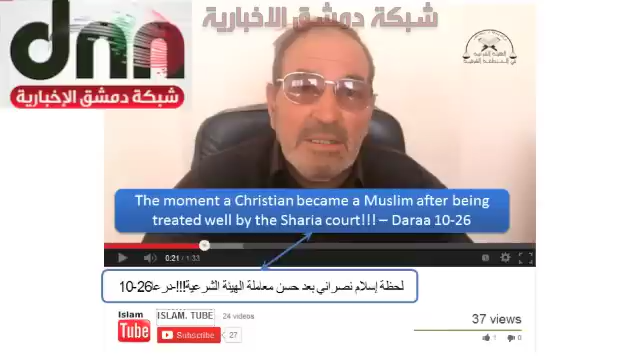 شبكة دمشق الاخبارية
dnn
شبكة دمشق الإخبارية
The moment a Christian became a Muslim after being
treated well by the Sharia court!!! – Daraa 10-26
0:21 / 1:33
لحظة إسلام نصراني بعد حسن معاملة الهيئة الشرعية!!!-درعا26-10
Islam
Tube
ISLAM. TUBE
24 videos
Subscribe
27
37 views
1
0